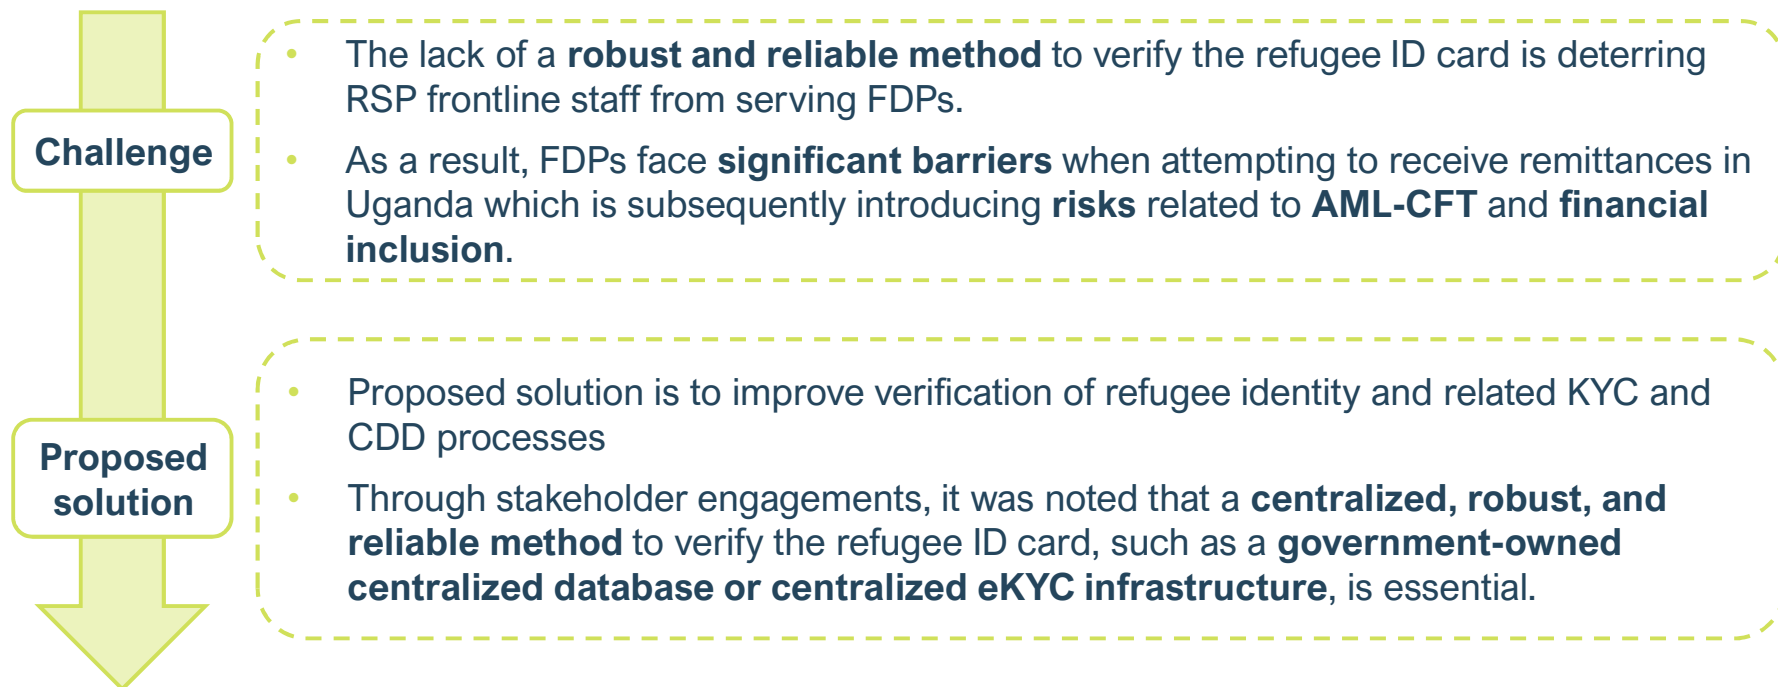 Challenge
• The lack of a robust and reliable method to verify the refugee ID card is deterring
RSP frontline staff from serving FDPs.
• As a result, FDPs face significant barriers when attempting to receive remittances in
Uganda which is subsequently introducing risks related to AML-CFT and financial
inclusion.
Proposed
solution
• Proposed solution is to improve verification of refugee identity and related KYC and
CDD processes
• Through stakeholder engagements, it was noted that a centralized, robust, and
reliable method to verify the refugee ID card, such as a government-owned
centralized database or centralized eKYC infrastructure, is essential.